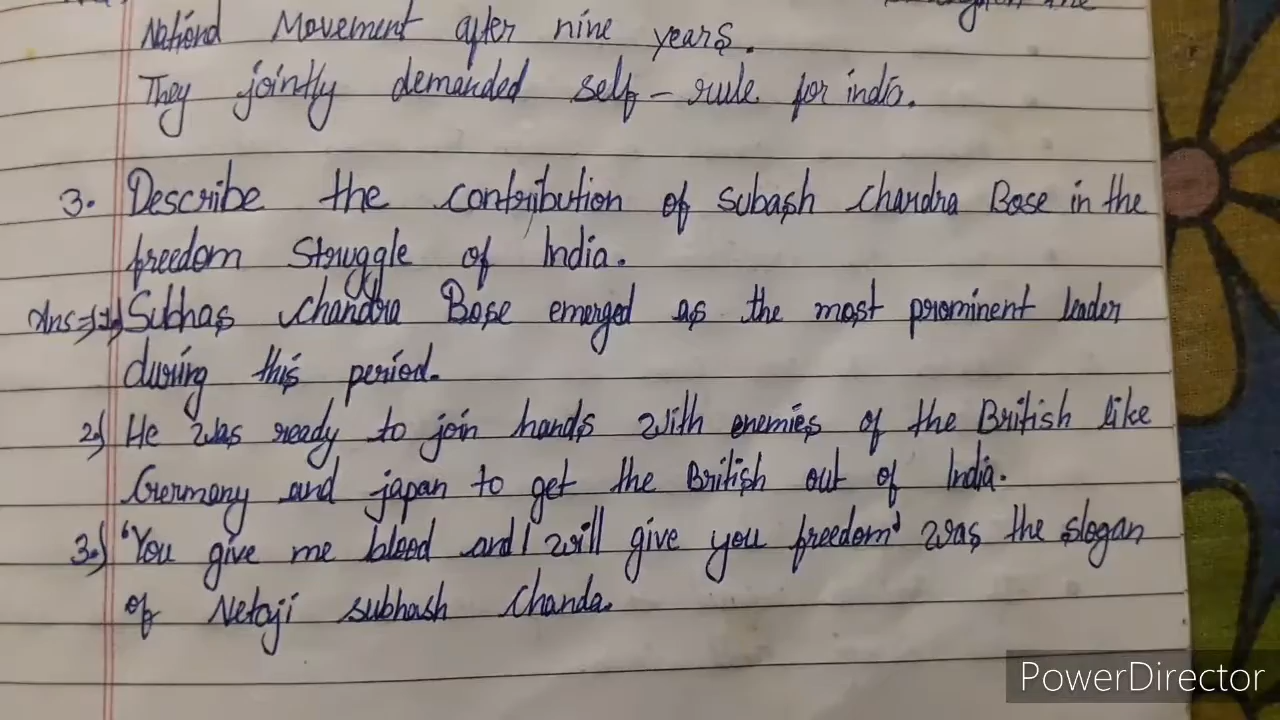 National Movement after nine years.
They jointly demanded self-rule for india.
3. Describe the contribution of subash chandra Bose in the
freedom Struggle of India.
Ans=1.) Subhas chandra Bose emerged as the most prominent leader
during this period.
2.) He was ready to join hands with enemies of the British like
Germany and japan to get the British out of India.
3.) 'You give me blood and I will give you freedom' was the slogan
of Netaji subhash Chanda.
PowerDirector